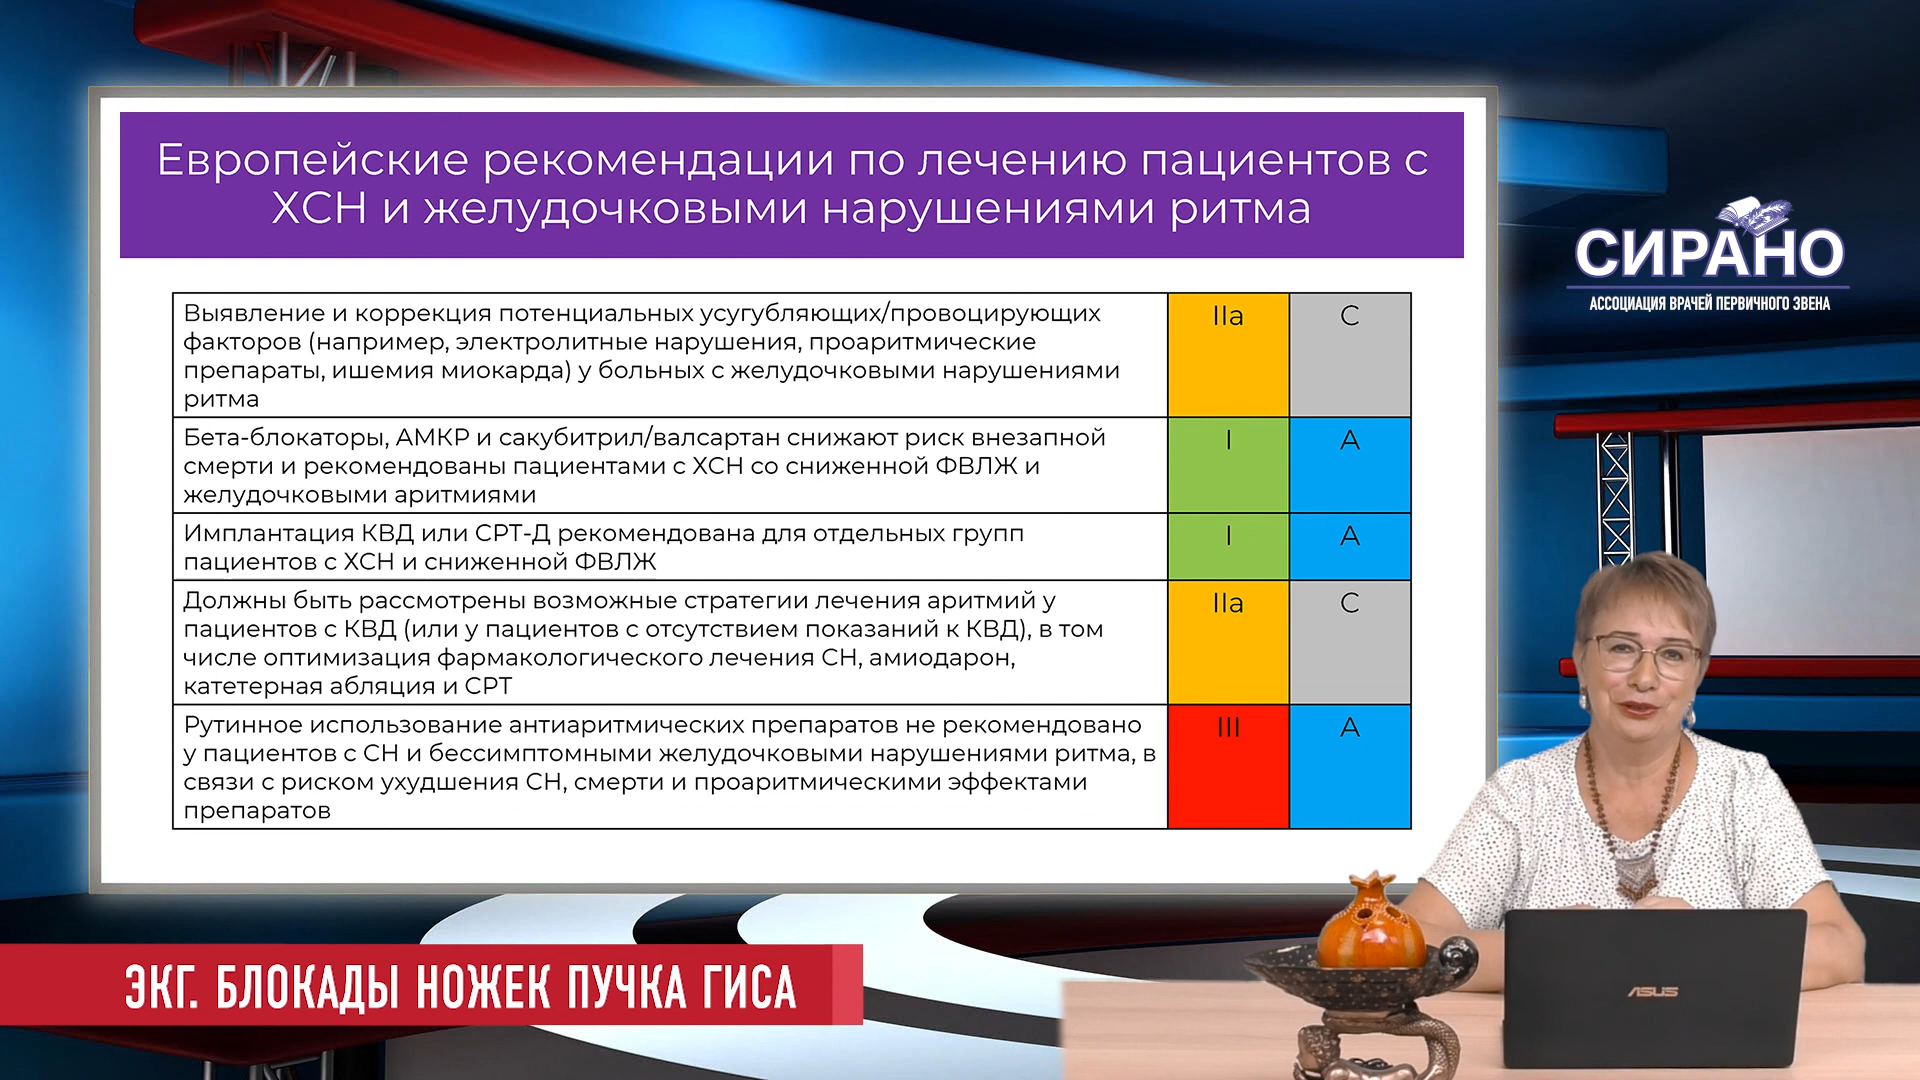 Европейские рекомендации по лечению пациентов с
ХСН и желудочковыми нарушениями ритма
Выявление и коррекция потенциальных усугубляющих/провоцирующих
факторов (например, электролитные нарушения, проаритмические
препараты, ишемия миокарда) у больных с желудочковыми нарушениями
ритма
IIa
C
Бета-блокаторы, АМКР и сакубитрил/валсартан снижают риск внезапной
смерти и рекомендованы пациентами с ХСН со сниженной ФВЛЖ и
желудочковыми аритмиями
I
A
Имплантация КВД или СРТ-Д рекомендована для отдельных групп
пациентов с ХСН и сниженной ФВЛЖ
I
A
Должны быть рассмотрены возможные стратегии лечения аритмий у
пациентов с КВД (или у пациентов с отсутствием показаний к КВД), в том
числе оптимизация фармакологического лечения СН, амиодарон,
катетерная абляция и СРТ
IIa
C
Рутинное использование антиаритмических препаратов не рекомендовано
у пациентов с СН и бессимптомными желудочковыми нарушениями ритма, в
связи с риском ухудшения СН, смерти и проаритмическими эффектами
препаратов
III
A
СИРАНО
АССОЦИАЦИЯ ВРАЧЕЙ ПЕРВИЧНОГО ЗВЕНА
ЭКГ. БЛОКАДЫ НОЖЕК ПУЧКА ГИСА
ASUS